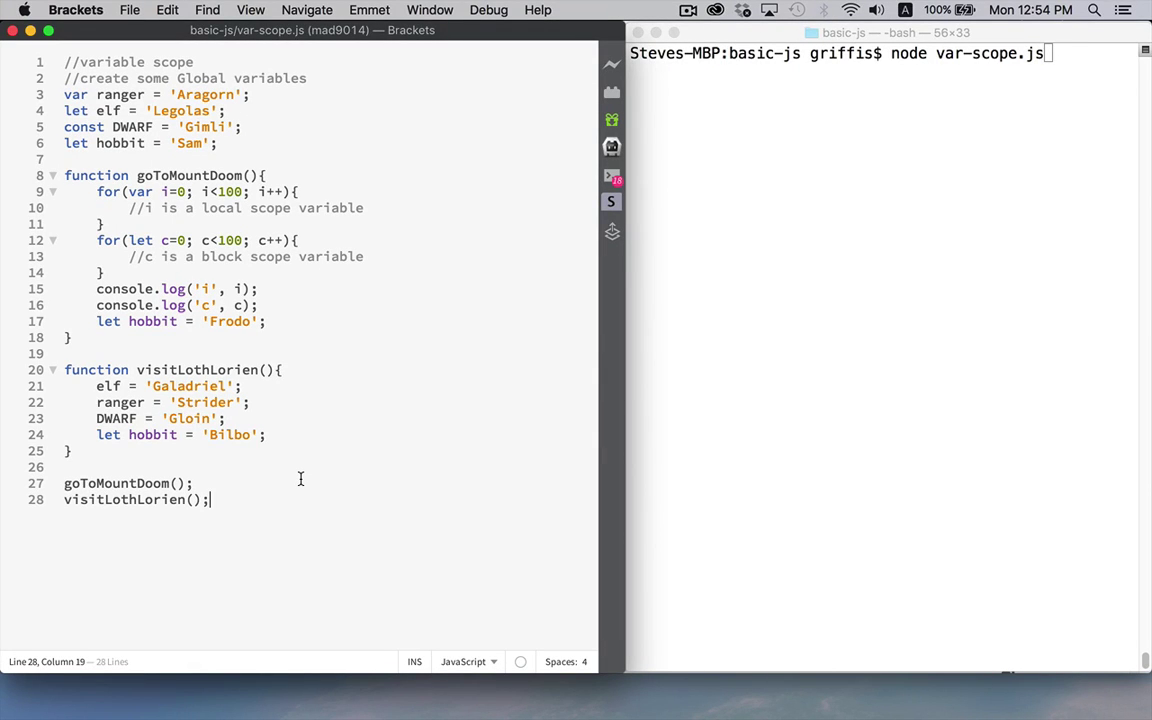 Brackets File Edit Find View Navigate Emmet Window Debug Help A 100% Mon 12:54 PM
basic-js/var-scope.js (mad9014) — Brackets
basic-js — -bash — 56×33
Steves-MBP:basic-js griffis$ node var-scope.js
1 //variable scope
2 //create some Global variables
3 var ranger = 'Aragorn';
4 let elf = 'Legolas';
5 const DWARF = 'Gimli';
6 let hobbit = 'Sam';
7
8 function goToMountDoom(){
9 for(var i=0; i<100; i++){
10 //i is a local scope variable
11 }
12 for(let c=0; c<100; c++){
13 //c is a block scope variable
14 }
15 console.log('i', i);
16 console.log('c', c);
17 let hobbit = 'Frodo';
18 }
19
20 function visitLothLorien(){
21 elf = 'Galadriel';
22 ranger = 'Strider';
23 DWARF = 'Gloin';
24 let hobbit = 'Bilbo';
25 }
26
27 goToMountDoom();
28 visitLothLorien();
18
S
Line 28, Column 19 — 28 Lines
INS JavaScript Spaces: 4